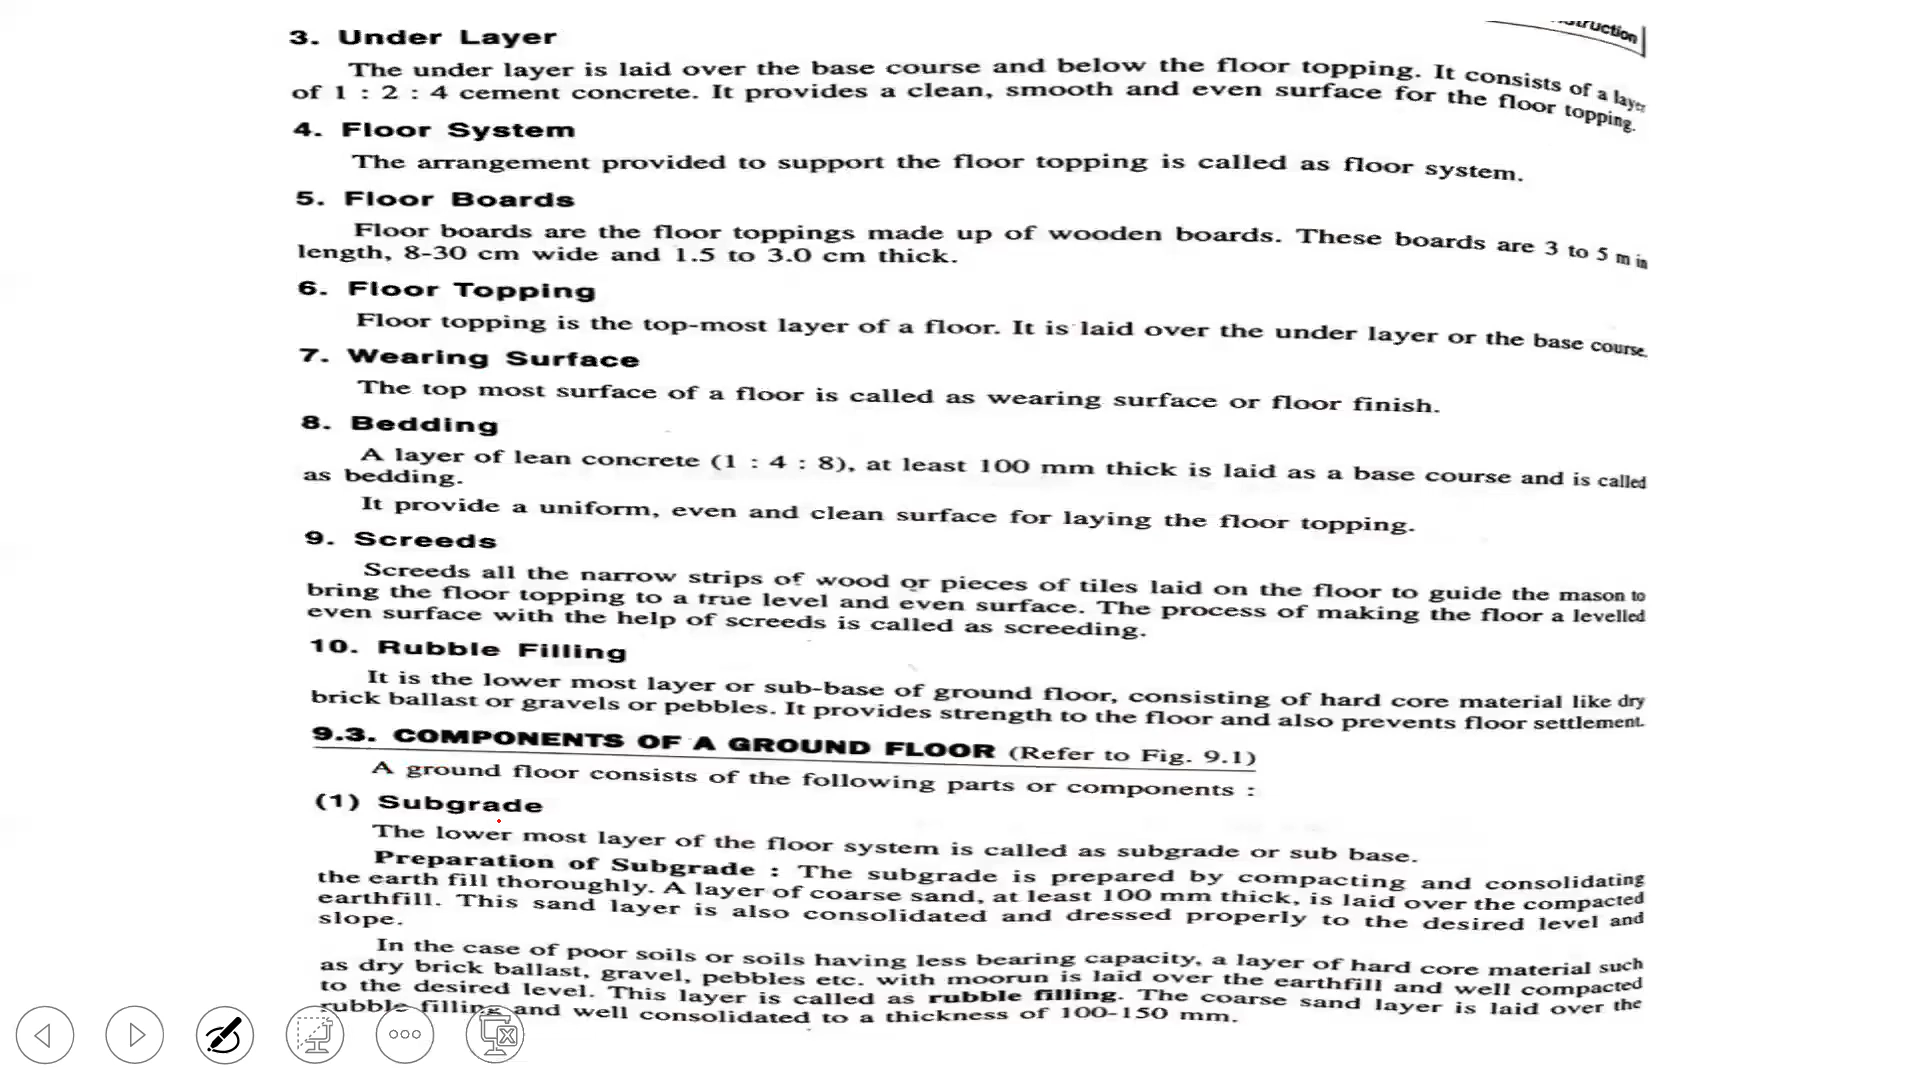 struction
3. Under Layer
The under layer is laid over the base course and below the floor topping. It consists of a layer
of 1 : 2 : 4 cement concrete. It provides a clean, smooth and even surface for the floor topping.
4. Floor System
The arrangement provided to support the floor topping is called as floor system.
5. Floor Boards
Floor boards are the floor toppings made up of wooden boards. These boards are 3 to 5 m in
length, 8-30 cm wide and 1.5 to 3.0 cm thick.
6. Floor Topping
Floor topping is the top-most layer of a floor. It is laid over the under layer or the base course.
7. Wearing Surface
The top most surface of a floor is called as wearing surface or floor finish.
8. Bedding
A layer of lean concrete (1 : 4 : 8), at least 100 mm thick is laid as a base course and is called
as bedding.
It provide a uniform, even and clean surface for laying the floor topping.
9. Screeds
Screeds all the narrow strips of wood or pieces of tiles laid on the floor to guide the mason to
bring the floor topping to a true level and even surface. The process of making the floor a levelled
even surface with the help of screeds is called as screeding.
10. Rubble Filling
It is the lower most layer or sub-base of ground floor, consisting of hard core material like dry
brick ballast or gravels or pebbles. It provides strength to the floor and also prevents floor settlement.
9.3. COMPONENTS OF A GROUND FLOOR (Refer to Fig. 9.1)
A ground floor consists of the following parts or components :
(1) Subgrade
The lower most layer of the floor system is called as subgrade or sub base.
Preparation of Subgrade : The subgrade is prepared by compacting and consolidating
the earth fill thoroughly. A layer of coarse sand, at least 100 mm thick, is laid over the compacted
earthfill. This sand layer is also consolidated and dressed properly to the desired level and
slope.
In the case of poor soils or soils having less bearing capacity, a layer of hard core material such
as dry brick ballast, gravel, pebbles etc. with moorun is laid over the earthfill and well compacted
to the desired level. This layer is called as rubble filling. The coarse sand layer is laid over the
rubble filling and well consolidated to a thickness of 100-150 mm.